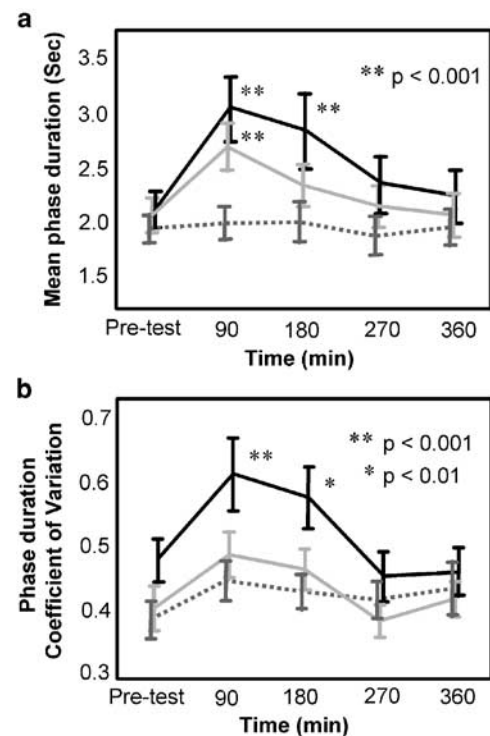 a
Mean phase duration (Sec)
3.5
3.0
2.5
2.0
1.5
** p < 0.001
**
**
**
Pre-test 90 180 270 360
Time (min)
b
Phase duration
Coefficient of Variation
0.7
0.6
0.5
0.4
0.3
** p < 0.001
* p < 0.01
**
*
Pre-test 90 180 270 360
Time (min)